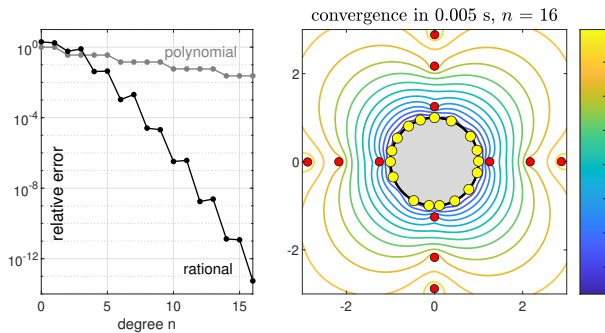 convergence in 0.005 s, n = 16
10^0
10^-4
10^-8
10^-12
relative error
polynomial
rational
0
5
10
15
degree n
2
0
-2
-2
0
2